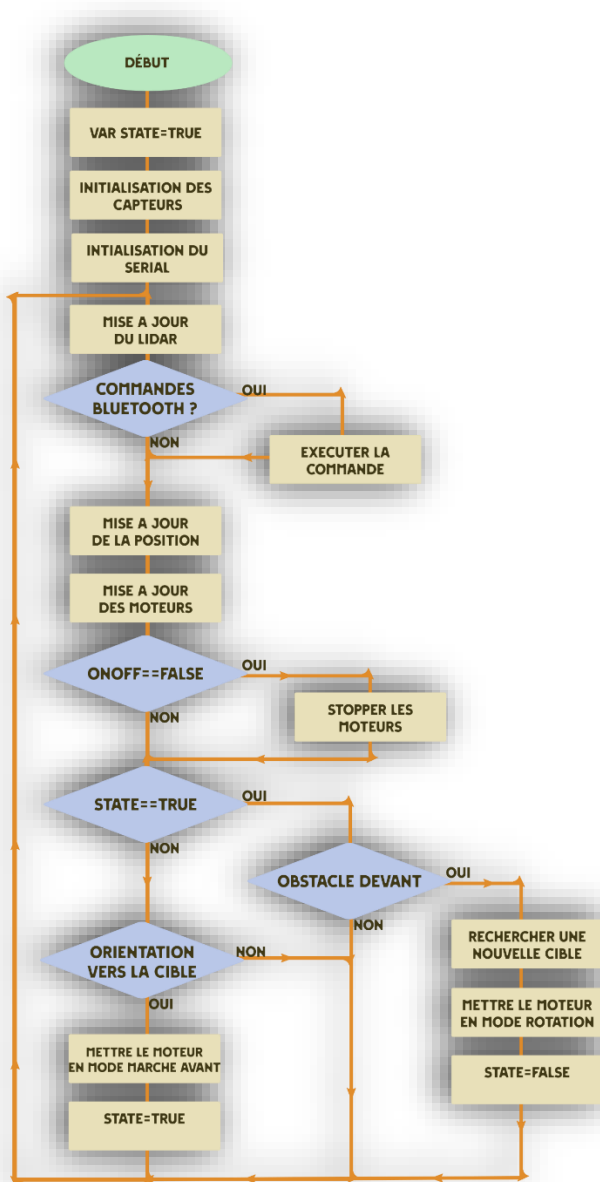 DÉBUT
VAR STATE=TRUE
INITIALISATION DES
CAPTEURS
INTIALISATION DU
SERIAL
MISE A JOUR
DU LIDAR
COMMANDES
BLUETOOTH ?
OUI
NON
EXECUTER LA
COMMANDE
MISE A JOUR
DE LA POSITION
MISE A JOUR
DES MOTEURS
ONOFF==FALSE
OUI
NON
STOPPER LES
MOTEURS
STATE==TRUE
OUI
NON
OBSTACLE DEVANT
OUI
NON
RECHERCHER UNE
NOUVELLE CIBLE
ORIENTATION
VERS LA CIBLE
NON
OUI
METTRE LE MOTEUR
EN MODE ROTATION
METTRE LE MOTEUR
EN MODE MARCHE AVANT
STATE=FALSE
STATE=TRUE